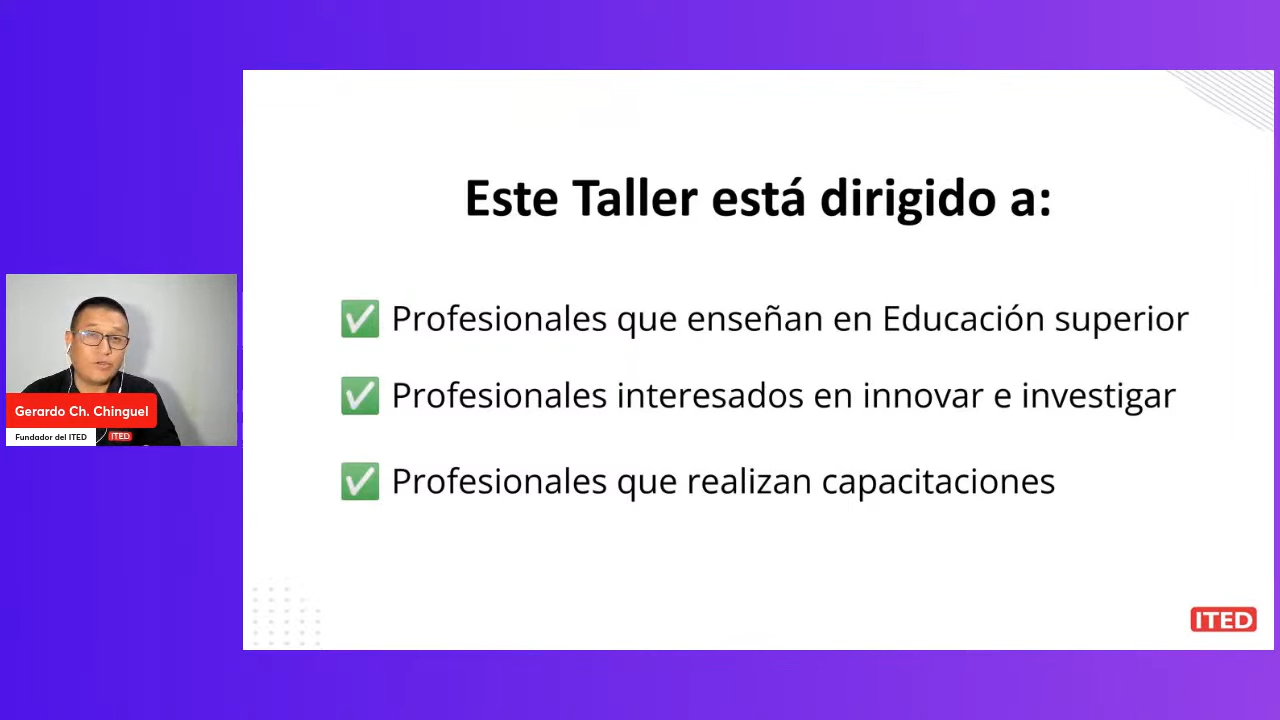 Este Taller está dirigido a:
✅ Profesionales que enseñan en Educación superior
✅ Profesionales interesados en innovar e investigar
✅ Profesionales que realizan capacitaciones
Gerardo Ch. Chinguel
Fundador del ITED
ITED
ITED